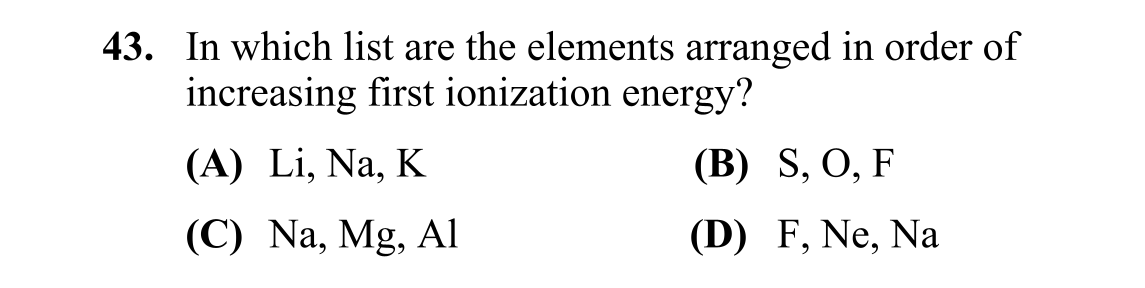 43. In which list are the elements arranged in order of
increasing first ionization energy?
(A) Li, Na, K (B) S, O, F
(C) Na, Mg, Al (D) F, Ne, Na